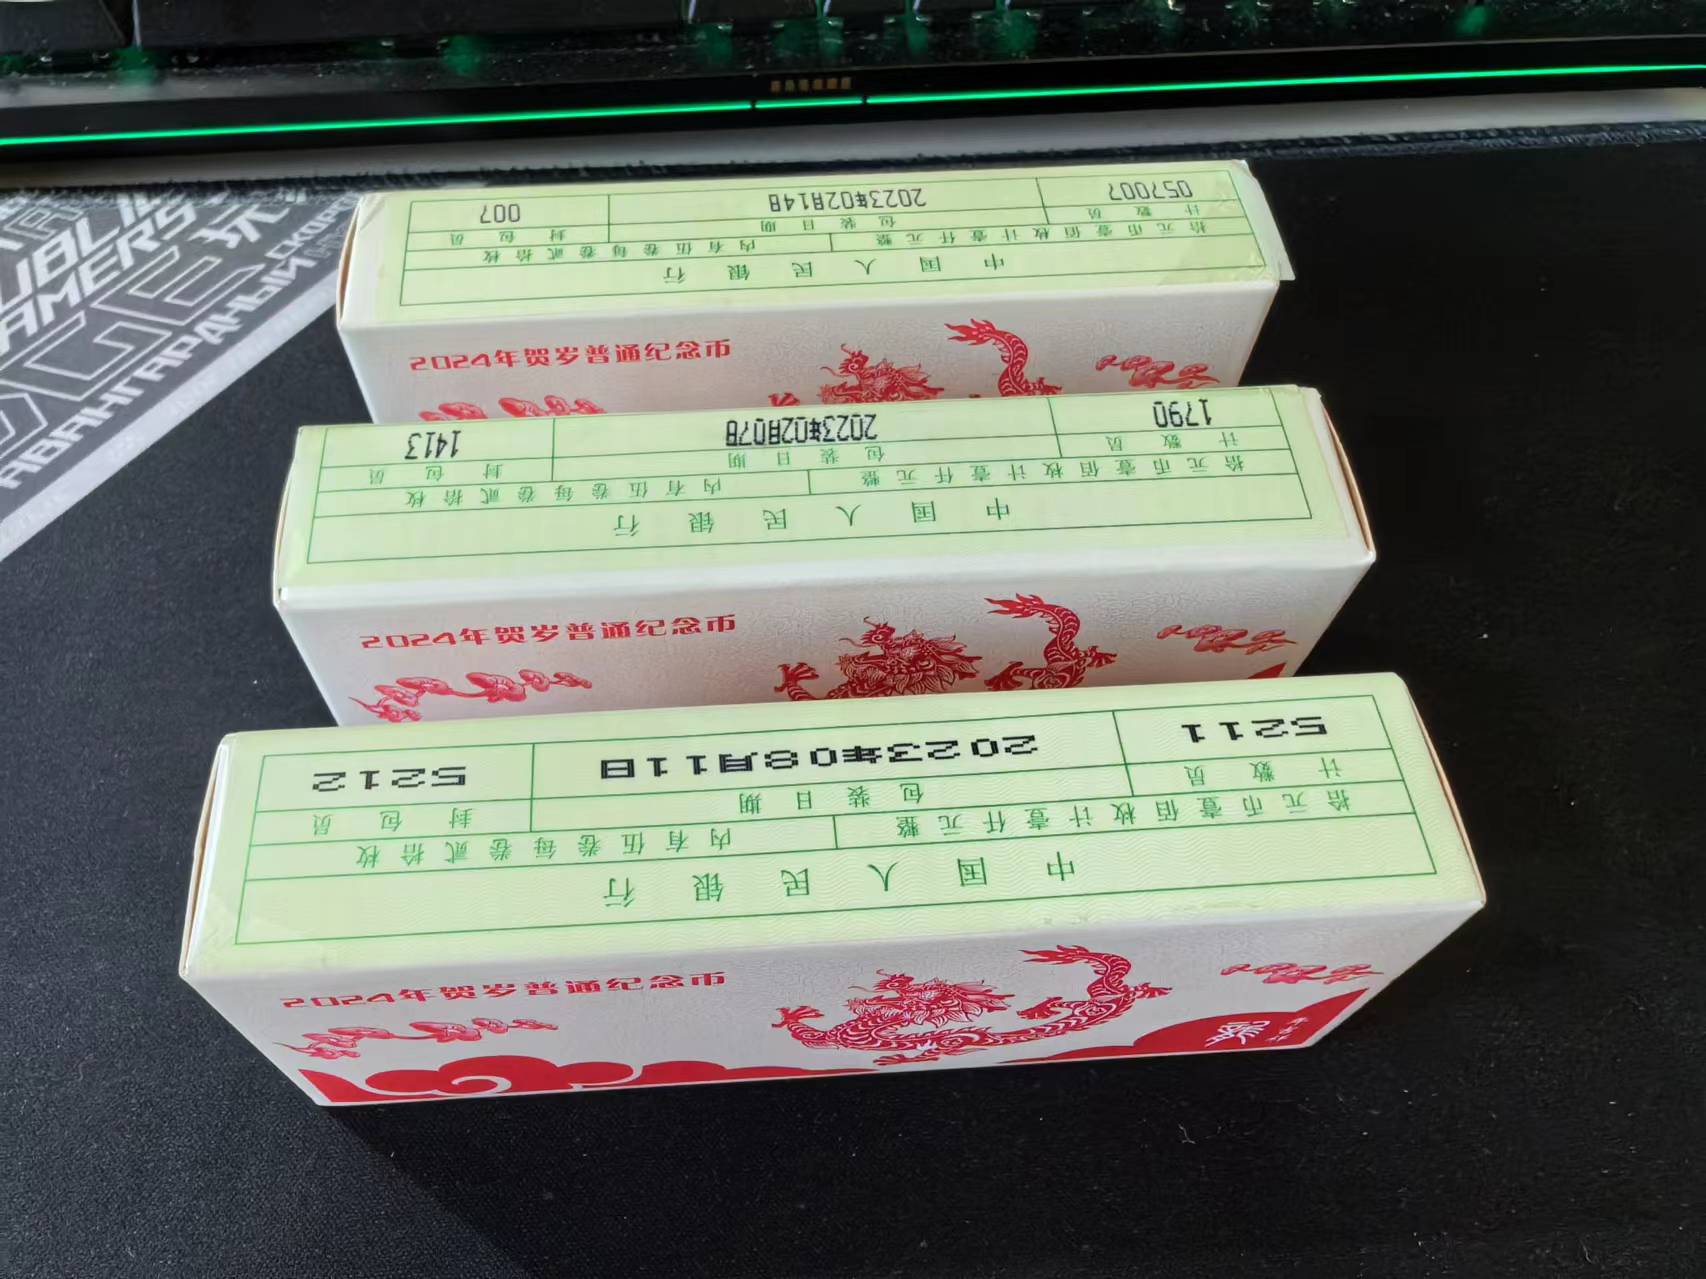 玩
AMERS
АВАНГАРДНЫЙ
中国人民银行
拾元币壹佰枚计壹仟元整 内有伍卷每卷贰拾枚
计数员 包装日期 封包员
057007 2023年02月14日 007
2024年贺岁普通纪念币
中国人民银行
拾元币壹佰枚计壹仟元整 内有伍卷每卷贰拾枚
计数员 包装日期 封包员
1790 2023年02月07日 1413
2024年贺岁普通纪念币
中国人民银行
拾元币壹佰枚计壹仟元整 内有伍卷每卷贰拾枚
计数员 包装日期 封包员
5211 2023年08月11日 5212
2024年贺岁普通纪念币